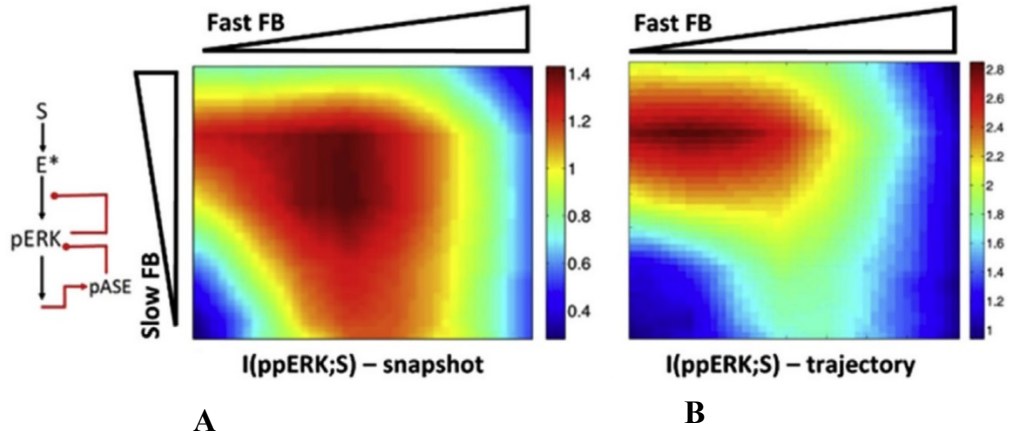 Fast FB
Fast FB
S
E*
pERK
pASE
Slow FB
1.4
1.2
1
0.8
0.6
0.4
2.8
2.6
2.4
2.2
2
1.8
1.6
1.4
1.2
1
I(ppERK;S) – snapshot
I(ppERK;S) – trajectory
A
B